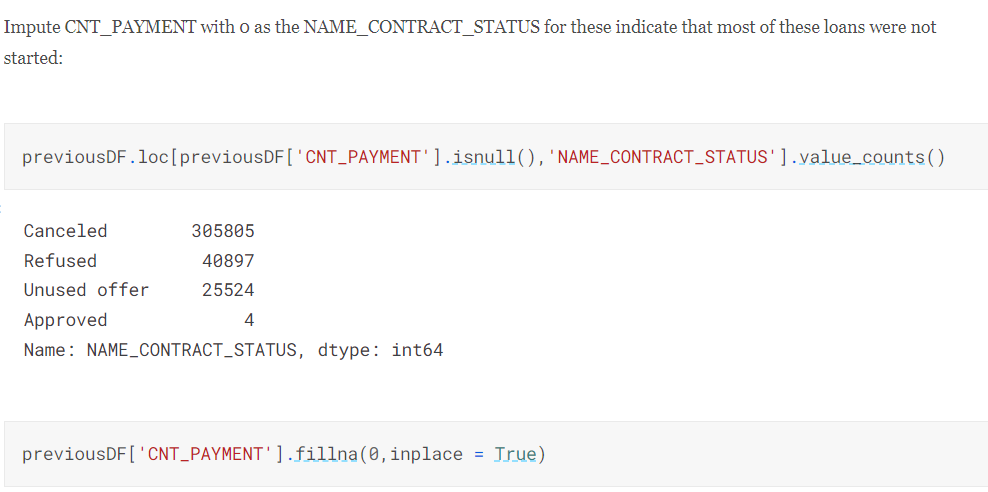 Impute CNT_PAYMENT with 0 as the NAME_CONTRACT_STATUS for these indicate that most of these loans were not
started:
previousDF.loc[previousDF['CNT_PAYMENT'].isnull(),'NAME_CONTRACT_STATUS'].value_counts()
Canceled 305805
Refused 40897
Unused offer 25524
Approved 4
Name: NAME_CONTRACT_STATUS, dtype: int64
previousDF['CNT_PAYMENT'].fillna(0,inplace = True)